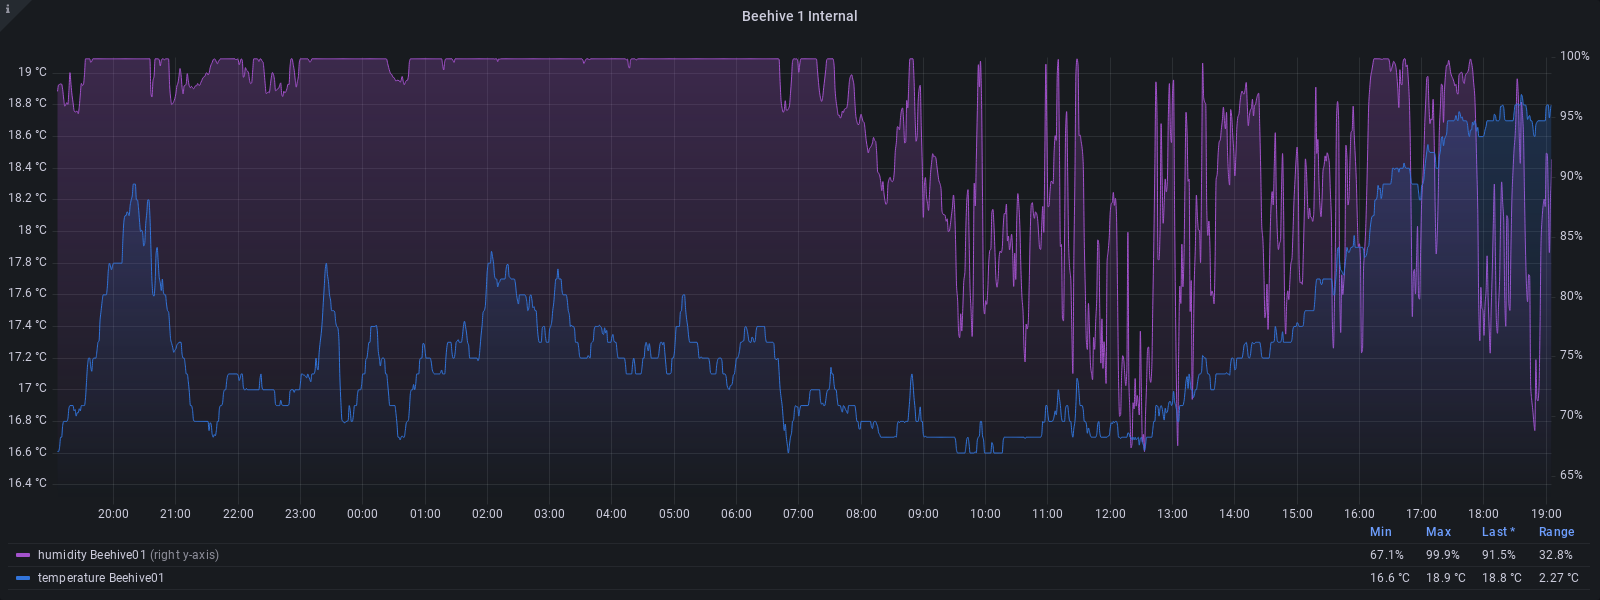 i
Beehive 1 Internal
19 °C
18.8 °C
18.6 °C
18.4 °C
18.2 °C
18 °C
17.8 °C
17.6 °C
17.4 °C
17.2 °C
17 °C
16.8 °C
16.6 °C
16.4 °C
100%
95%
90%
85%
80%
75%
70%
65%
20:00 21:00 22:00 23:00 00:00 01:00 02:00 03:00 04:00 05:00 06:00 07:00 08:00 09:00 10:00 11:00 12:00 13:00 14:00 15:00 16:00 17:00 18:00 19:00
Min Max Last * Range
humidity Beehive01 (right y-axis) 67.1% 99.9% 91.5% 32.8%
temperature Beehive01 16.6 °C 18.9 °C 18.8 °C 2.27 °C